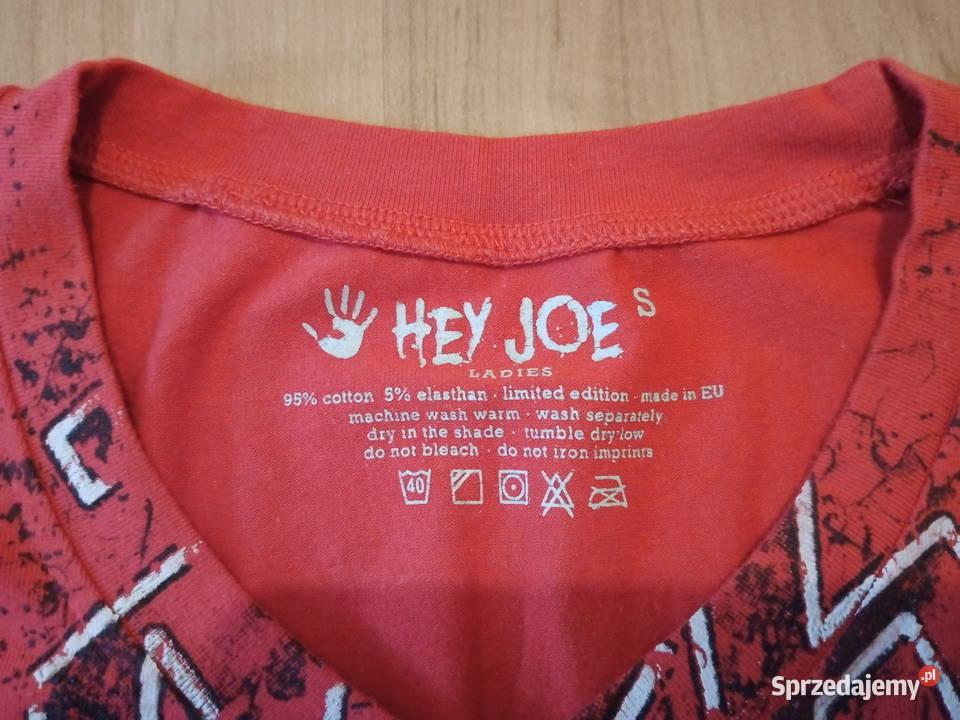 HEY JOE S
LADIES
95% cotton 5% elasthan · limited edition · made in EU
machine wash warm · wash separately
dry in the shade · tumble dry low
do not bleach · do not iron imprints
40
Sprzedajemy.pl